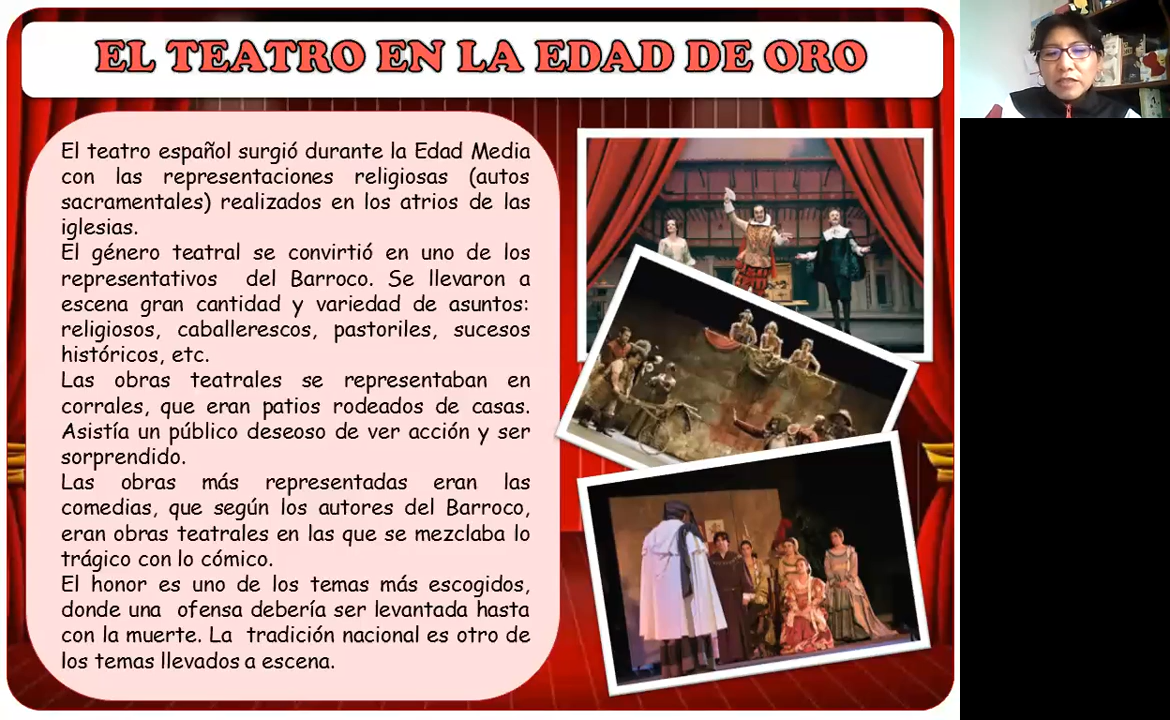 EL TEATRO EN LA EDAD DE ORO
El teatro español surgió durante la Edad Media
con las representaciones religiosas (autos
sacramentales) realizados en los atrios de las
iglesias.
El género teatral se convirtió en uno de los
representativos del Barroco. Se llevaron a
escena gran cantidad y variedad de asuntos:
religiosos, caballerescos, pastoriles, sucesos
históricos, etc.
Las obras teatrales se representaban en
corrales, que eran patios rodeados de casas.
Asistía un público deseoso de ver acción y ser
sorprendido.
Las obras más representadas eran las
comedias, que según los autores del Barroco,
eran obras teatrales en las que se mezclaba lo
trágico con lo cómico.
El honor es uno de los temas más escogidos,
donde una ofensa debería ser levantada hasta
con la muerte. La tradición nacional es otro de
los temas llevados a escena.